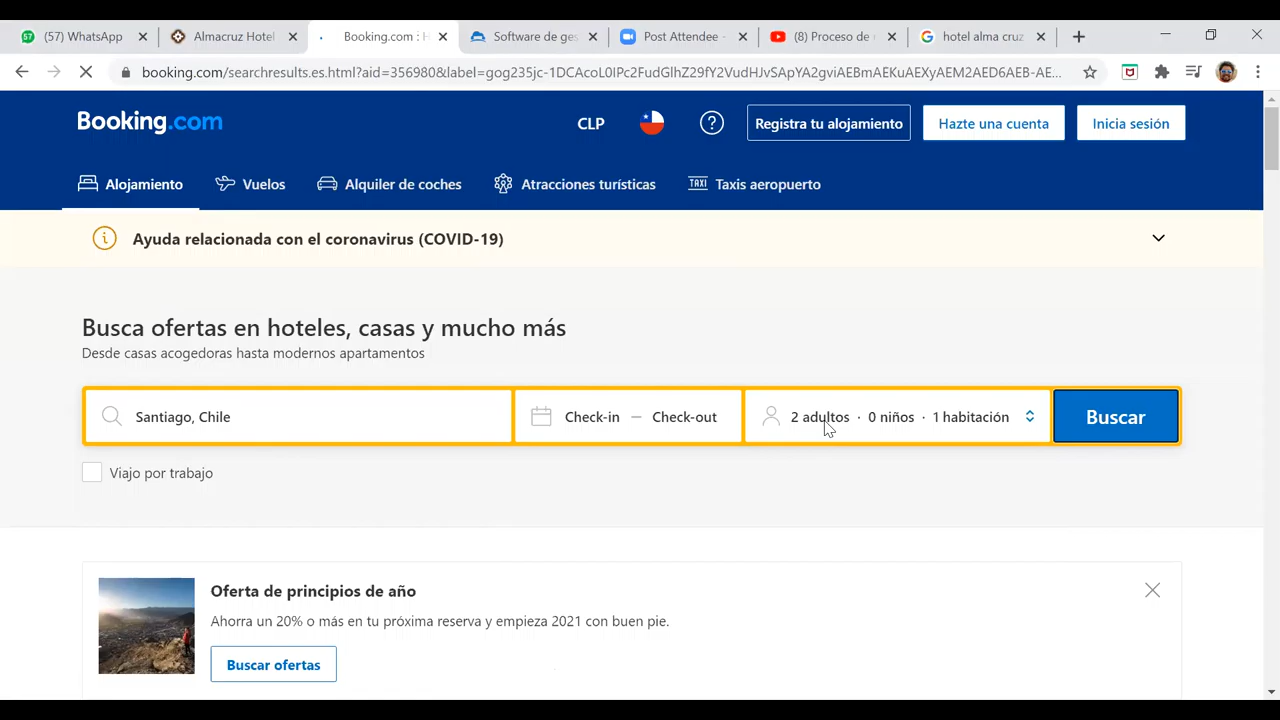 (57) WhatsApp
Almacruz Hotel
Booking.com : H
Software de ges
Post Attendee -
(8) Proceso de
hotel alma cruz
booking.com/searchresults.es.html?aid=356980&label=gog235jc-1DCAcoL0IPc2FudGlhZ29fY2VudHJvSApYA2gviAEBmAEKuAEXyAEM2AED6AEB-AE...
Booking.com
CLP
Registra tu alojamiento
Hazte una cuenta
Inicia sesión
Alojamiento
Vuelos
Alquiler de coches
Atracciones turísticas
TAXI Taxis aeropuerto
Ayuda relacionada con el coronavirus (COVID-19)
Busca ofertas en hoteles, casas y mucho más
Desde casas acogedoras hasta modernos apartamentos
Santiago, Chile
Check-in — Check-out
2 adultos · 0 niños · 1 habitación
Buscar
Viajo por trabajo
Oferta de principios de año
Ahorra un 20% o más en tu próxima reserva y empieza 2021 con buen pie.
Buscar ofertas